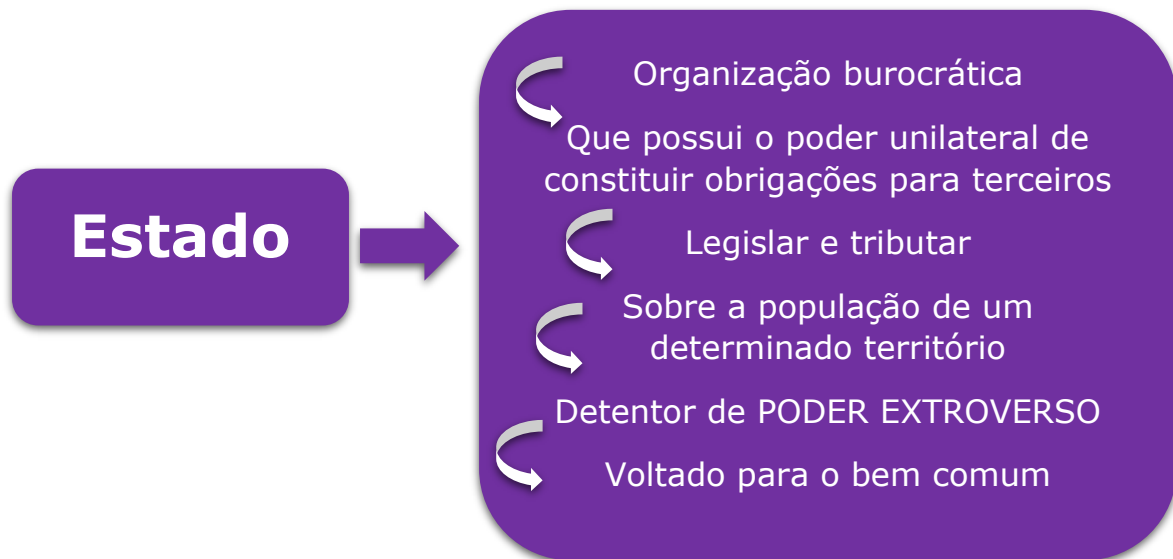 Estado
Organização burocrática
Que possui o poder unilateral de
constituir obrigações para terceiros
Legislar e tributar
Sobre a população de um
determinado território
Detentor de PODER EXTROVERSO
Voltado para o bem comum